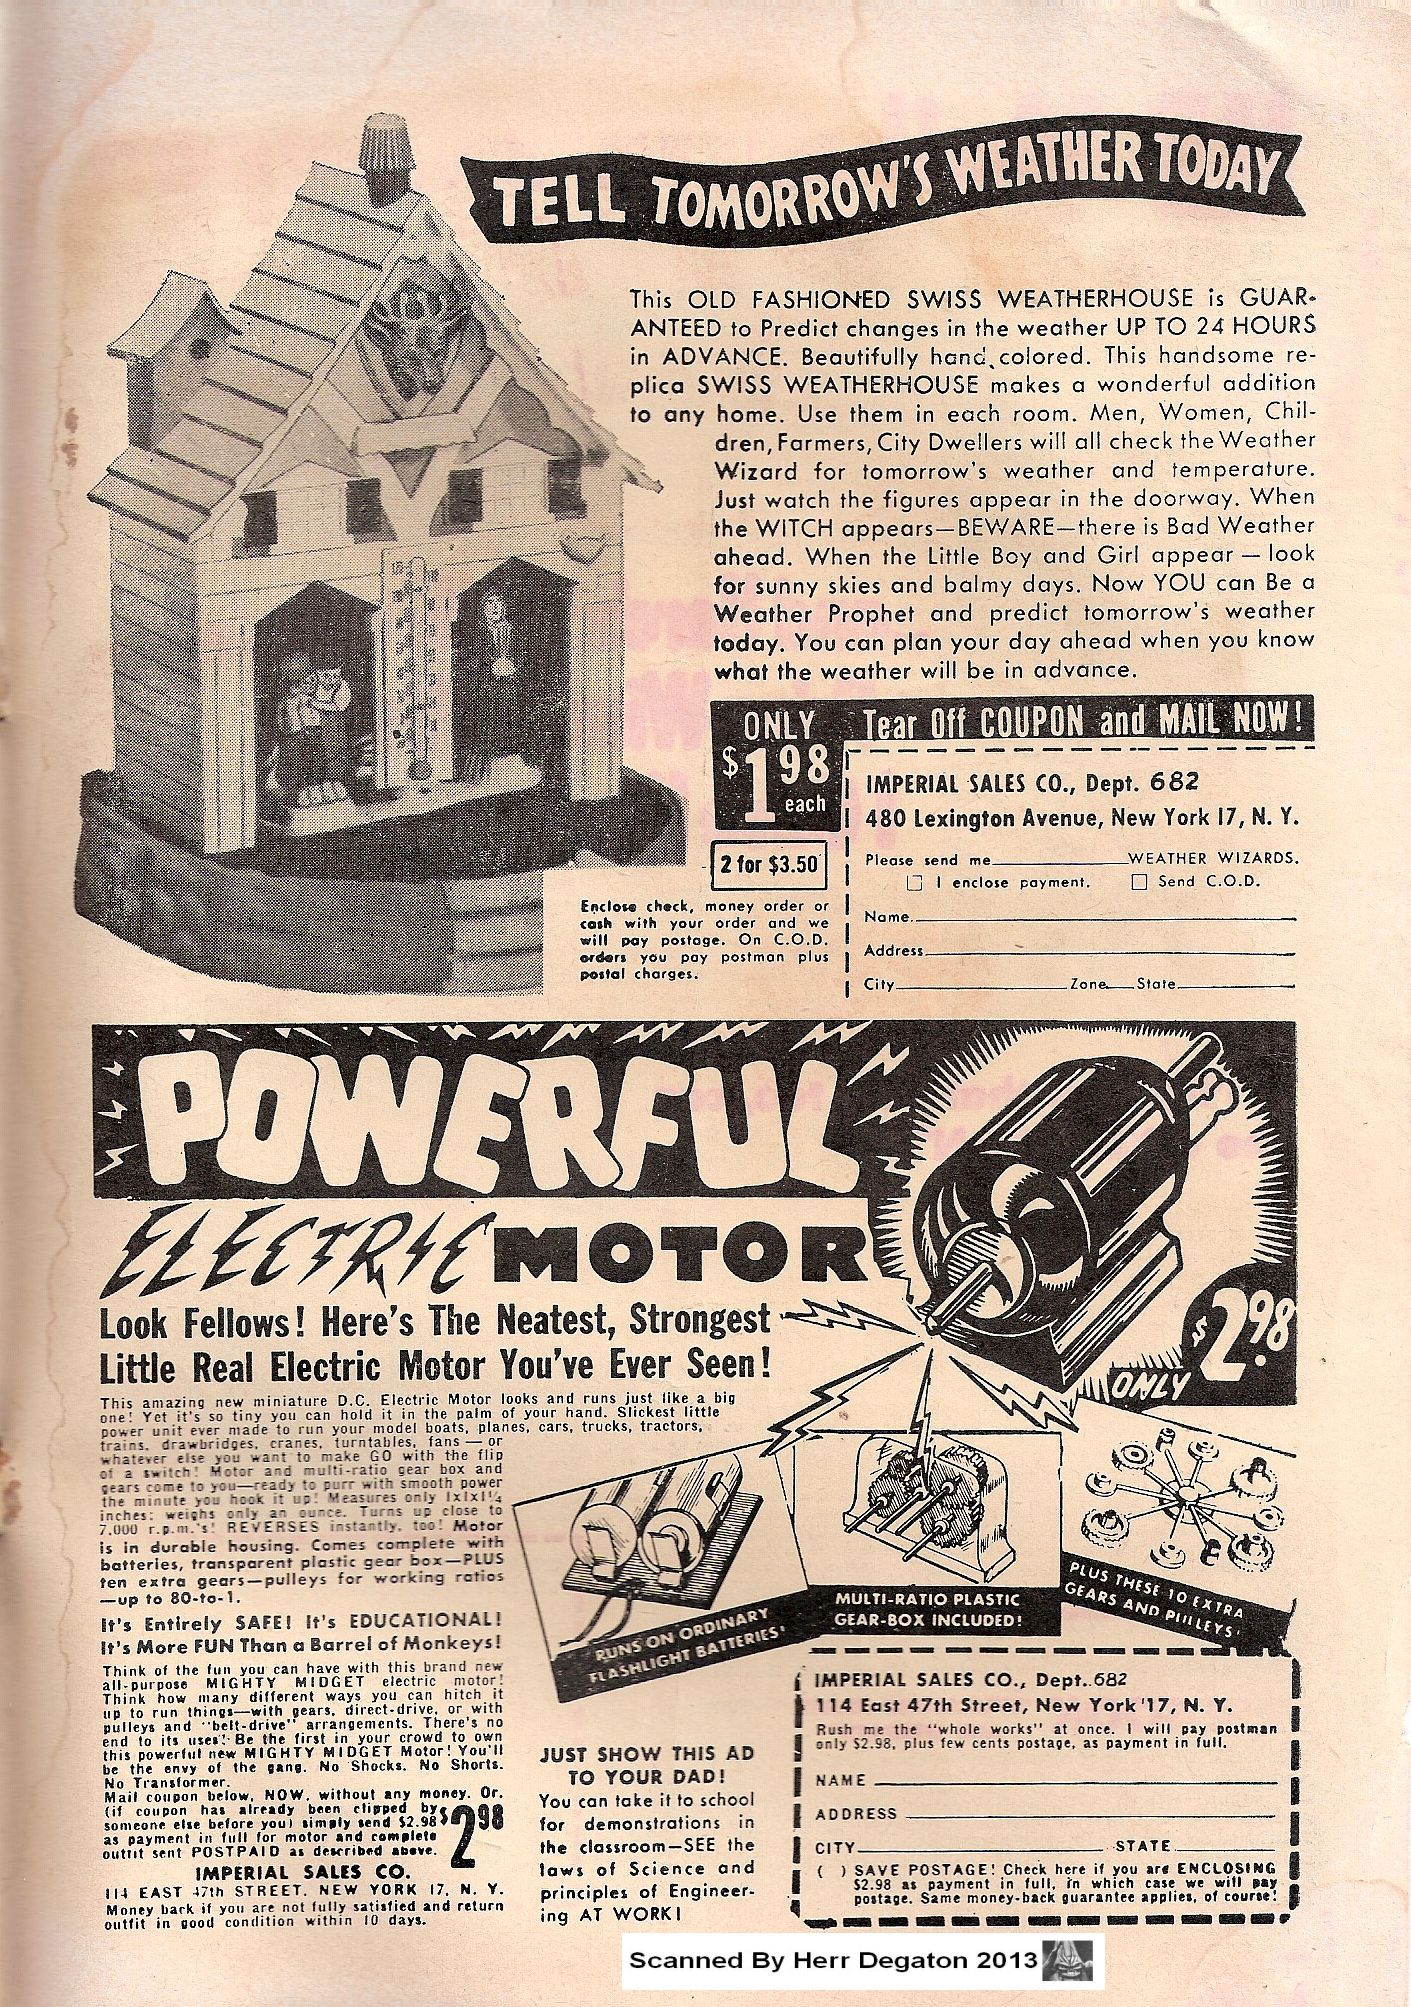 TELL TOMORROW'S WEATHER TODAY
This OLD FASHIONED SWISS WEATHERHOUSE is GUAR-
ANTEED to Predict changes in the weather UP TO 24 HOURS
in ADVANCE. Beautifully hand colored. This handsome re-
plica SWISS WEATHERHOUSE makes a wonderful addition
to any home. Use them in each room. Men, Women, Chil-
dren, Farmers, City Dwellers will all check the Weather
Wizard for tomorrow's weather and temperature.
Just watch the figures appear in the doorway. When
the WITCH appears—BEWARE—there is Bad Weather
ahead. When the Little Boy and Girl appear — look
for sunny skies and balmy days. Now YOU can Be a
Weather Prophet and predict tomorrow's weather
today. You can plan your day ahead when you know
what the weather will be in advance.
ONLY
$1.98
each
2 for $3.50
Enclose check, money order or
cash with your order and we
will pay postage. On C.O.D.
orders you pay postman plus
postal charges.
Tear Off COUPON and MAIL NOW!
IMPERIAL SALES CO., Dept. 682
480 Lexington Avenue, New York 17, N. Y.
Please send me WEATHER WIZARDS.
☐ I enclose payment. ☐ Send C.O.D.
Name
Address
City Zone State
POWERFUL
ELECTRIC MOTOR
ONLY $2.98
Look Fellows! Here's The Neatest, Strongest
Little Real Electric Motor You've Ever Seen!
This amazing new miniature D.C. Electric Motor looks and runs just like a big
one! Yet it's so tiny you can hold it in the palm of your hand. Slickest little
power unit ever made to run your model boats, planes, cars, trucks, tractors,
trains, drawbridges, cranes, turntables, fans — or
whatever else you want to make GO with the flip
of a switch! Motor and multi-ratio gear box and
gears come to you—ready to purr with smooth power
the minute you hook it up! Measures only 1x1x1¼
inches; weighs only an ounce. Turns up close to
7,000 r.p.m.'s! REVERSES instantly, too! Motor
is in durable housing. Comes complete with
batteries, transparent plastic gear box—PLUS
ten extra gears—pulleys for working ratios
—up to 80-to-1.
It's Entirely SAFE! It's EDUCATIONAL!
It's More FUN Than a Barrel of Monkeys!
Think of the fun you can have with this brand new
all-purpose MIGHTY MIDGET electric motor!
Think how many different ways you can hitch it
up to run things—with gears, direct-drive, or with
pulleys and "belt-drive" arrangements. There's no
end to its uses! Be the first in your crowd to own
this powerful new MIGHTY MIDGET Motor! You'll
be the envy of the gang. No Shocks. No Shorts.
No Transformer.
Mail coupon below, NOW, without any money. Or,
(if coupon has already been clipped by
someone else before you) simply send $2.98
as payment in full for motor and complete
outfit sent POSTPAID as described above.
$2.98
IMPERIAL SALES CO.
114 EAST 47th STREET, NEW YORK 17, N. Y.
Money back if you are not fully satisfied and return
outfit in good condition within 10 days.
RUNS ON ORDINARY
FLASHLIGHT BATTERIES!
MULTI-RATIO PLASTIC
GEAR-BOX INCLUDED!
PLUS THESE 10 EXTRA
GEARS AND PULLEYS!
JUST SHOW THIS AD
TO YOUR DAD!
You can take it to school
for demonstrations in
the classroom—SEE the
laws of Science and
principles of Engineer-
ing AT WORK!
IMPERIAL SALES CO., Dept. 682
114 East 47th Street, New York 17, N. Y.
Rush me the "whole works" at once. I will pay postman
only $2.98, plus few cents postage, as payment in full.
NAME
ADDRESS
CITY STATE
( ) SAVE POSTAGE! Check here if you are ENCLOSING
$2.98 as payment in full, in which case we will pay
postage. Same money-back guarantee applies, of course!
Scanned By Herr Degaton 2013